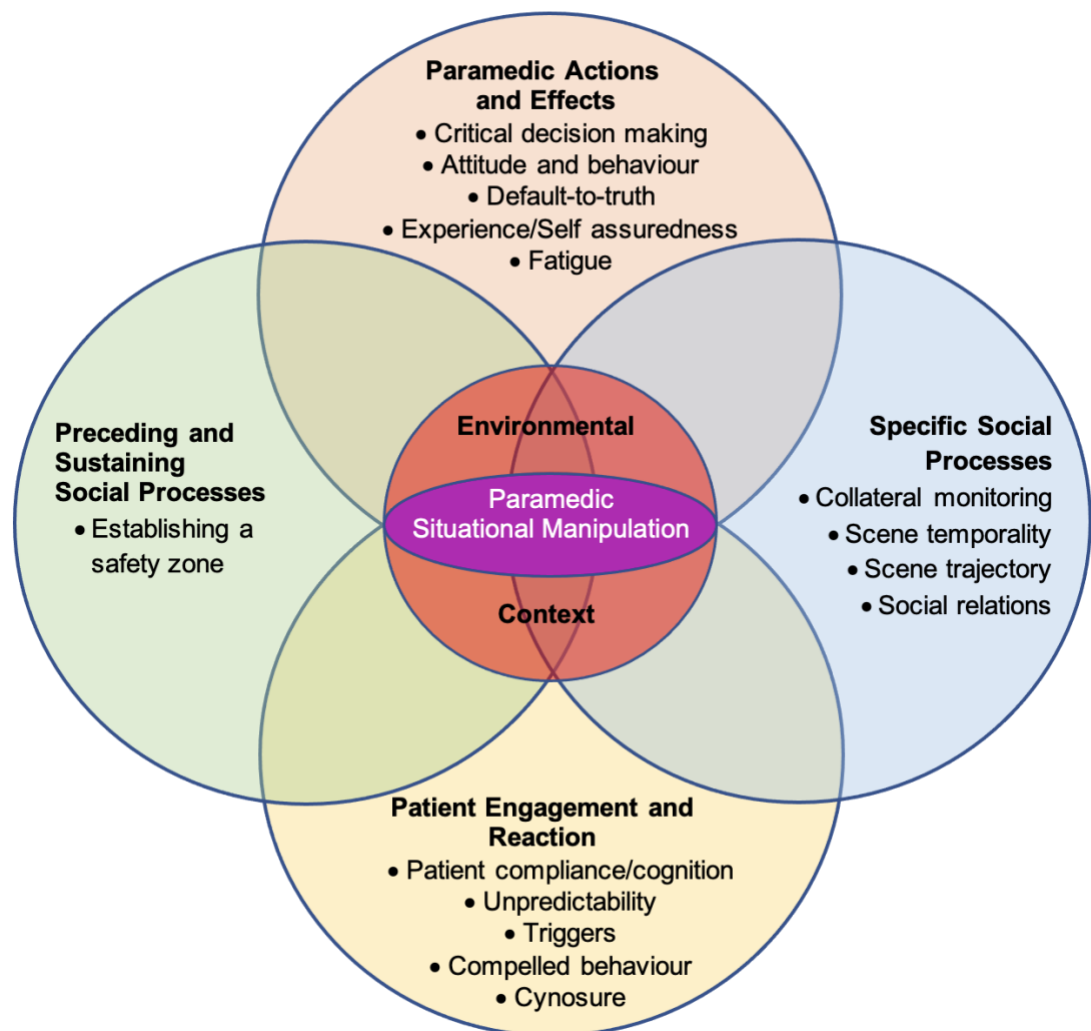 Paramedic Actions
and Effects
• Critical decision making
• Attitude and behaviour
• Default-to-truth
• Experience/Self assuredness
• Fatigue
Preceding and
Sustaining
Social Processes
• Establishing a
safety zone
Environmental
Paramedic
Situational Manipulation
Context
Specific Social
Processes
• Collateral monitoring
• Scene temporality
• Scene trajectory
• Social relations
Patient Engagement and
Reaction
• Patient compliance/cognition
• Unpredictability
• Triggers
• Compelled behaviour
• Cynosure